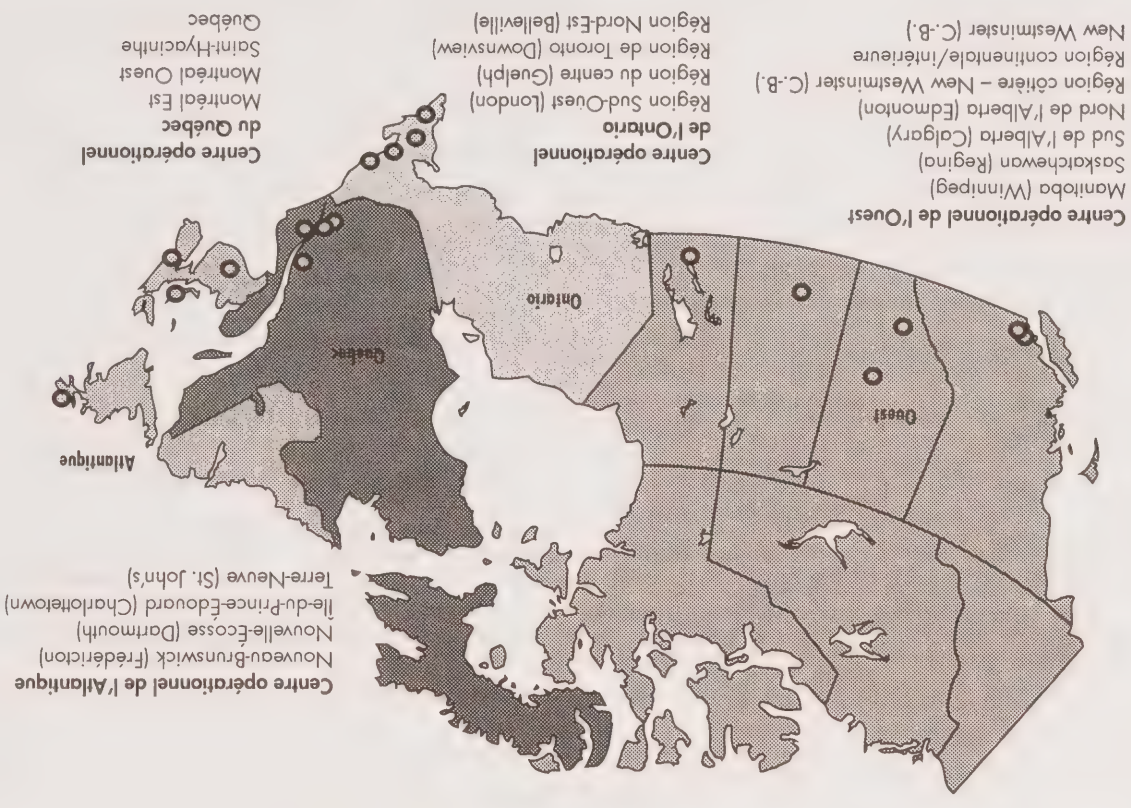 Centre opérationnel de l'Atlantique
Nouveau-Brunswick (Frédéricton)
Nouvelle-Écosse (Dartmouth)
Île-du-Prince-Édouard (Charlottetown)
Terre-Neuve (St. John's)
Atlantique
Ouest
Québec
Ontario
Centre opérationnel de l'Ouest
Manitoba (Winnipeg)
Saskatchewan (Regina)
Sud de l'Alberta (Calgary)
Nord de l'Alberta (Edmonton)
Région côtière – New Westminster (C.-B.)
Région continentale/intérieure
New Westminster (C.-B.)
Centre opérationnel
de l'Ontario
Région Sud-Ouest (London)
Région du centre (Guelph)
Région de Toronto (Downsview)
Région Nord-Est (Belleville)
Centre opérationnel
du Québec
Montréal Est
Montréal Ouest
Saint-Hyacinthe
Québec